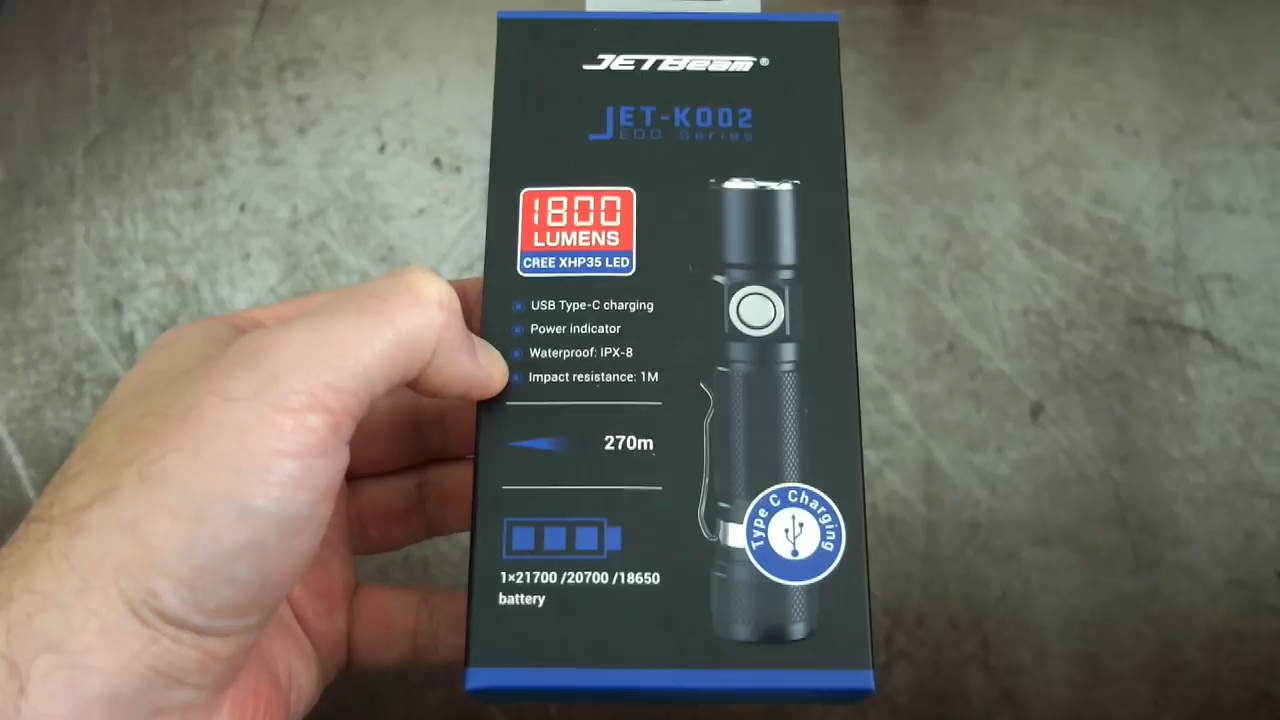 JETBeam®
JET-K002
EDC Series
1800
LUMENS
CREE XHP35 LED
USB Type-C charging
Power indicator
Waterproof: IPX-8
Impact resistance: 1M
270m
1×21700 /20700 /18650
battery
Type C Charging